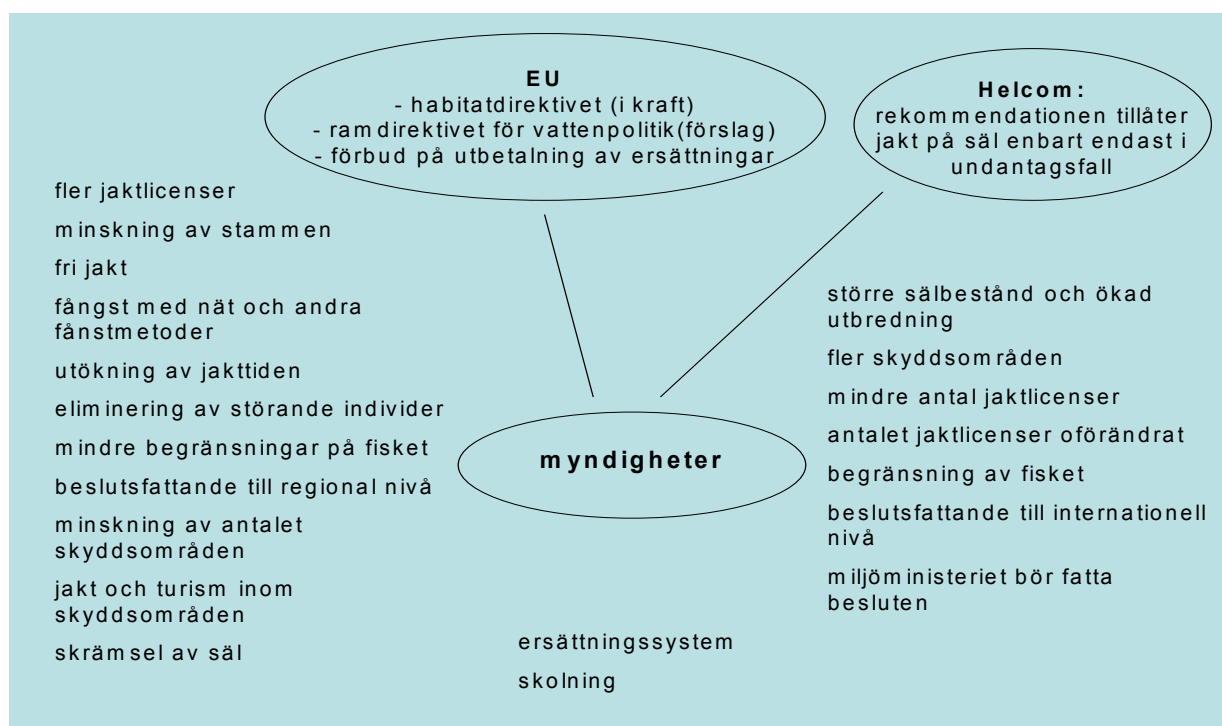 EU
- habitatdirektivet (i kraft)
- ramdirektivet för vattenpolitik(förslag)
- förbud på utbetalning av ersättningar
Helcom:
rekommendationen tillåter
jakt på säl enbart endast i
undantagsfall
fler jaktlicenser
minskning av stammen
fri jakt
fångst med nät och andra
fånstmetoder
utökning av jakttiden
eliminering av störande individer
mindre begränsningar på fisket
beslutsfattande till regional nivå
minskning av antalet
skyddsområden
jakt och turism inom
skyddsområden
skrämsel av säl
myndigheter
större sälbestånd och ökad
utbredning
fler skyddsområden
mindre antal jaktlicenser
antalet jaktlicenser oförändrat
begränsning av fisket
beslutsfattande till internationell
nivå
miljöministeriet bör fatta
besluten
ersättningssystem
skolning